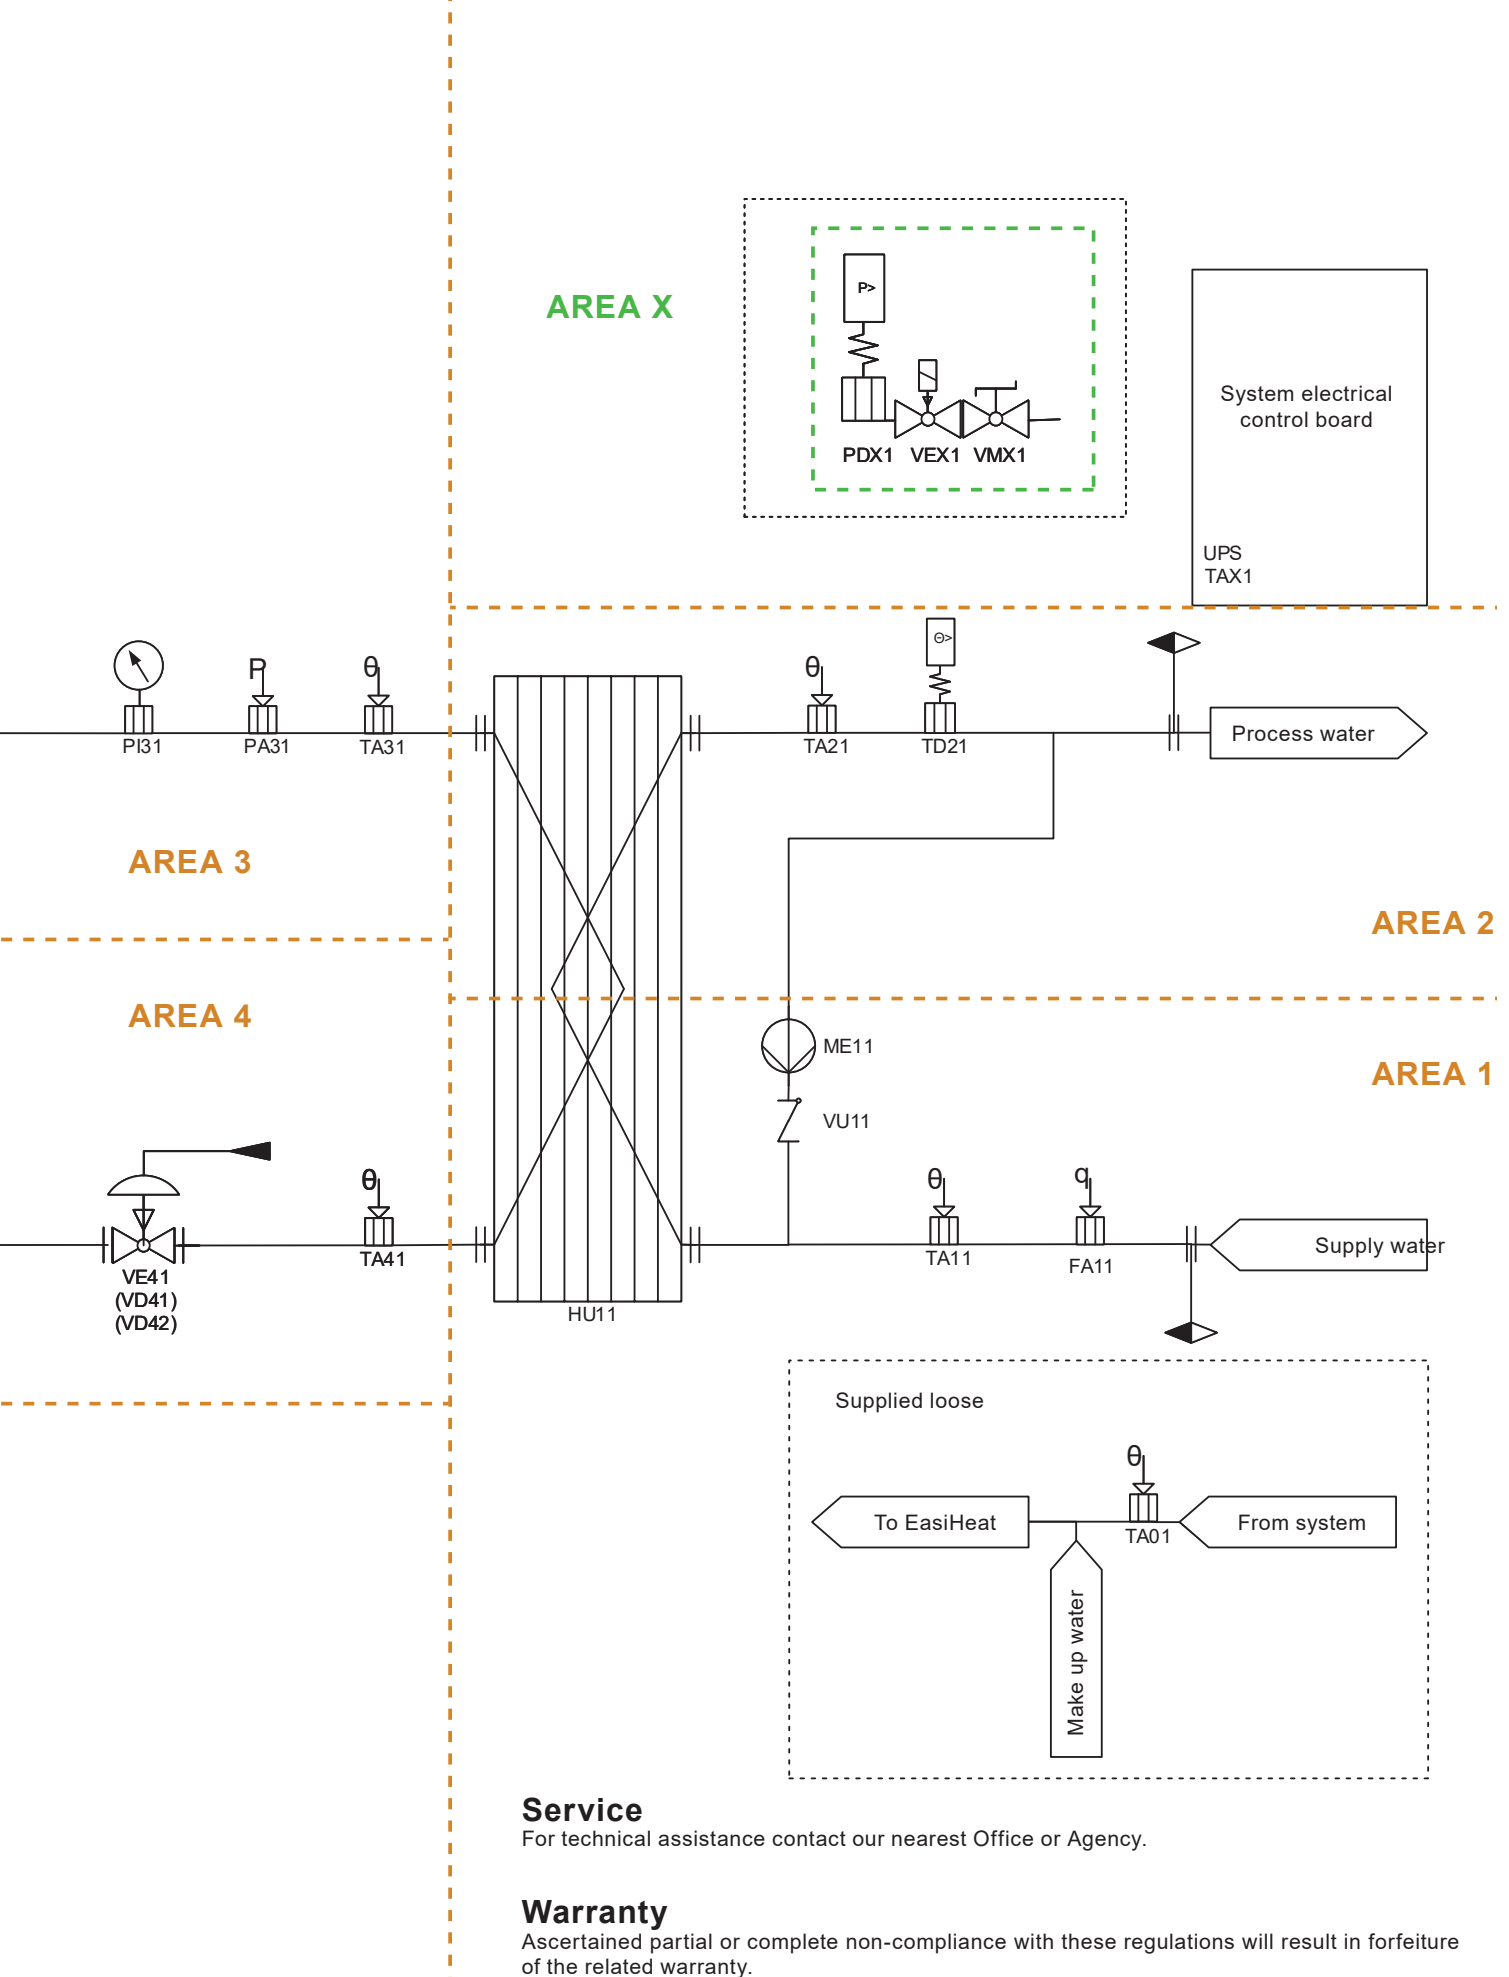 AREA X
P>
PDX1 VEX1 VMX1
System electrical
control board
UPS
TAX1
P
θ
θ
Θ>
PI31
PA31
TA31
TA21
TD21
Process water
AREA 3
AREA 2
AREA 4
ME11
AREA 1
VU11
θ
θ
q
VE41
(VD41)
(VD42)
TA41
HU11
TA11
FA11
Supply water
Supplied loose
θ
To EasiHeat
TA01
From system
Make up water
Service
For technical assistance contact our nearest Office or Agency.
Warranty
Ascertained partial or complete non-compliance with these regulations will result in forfeiture
of the related warranty.